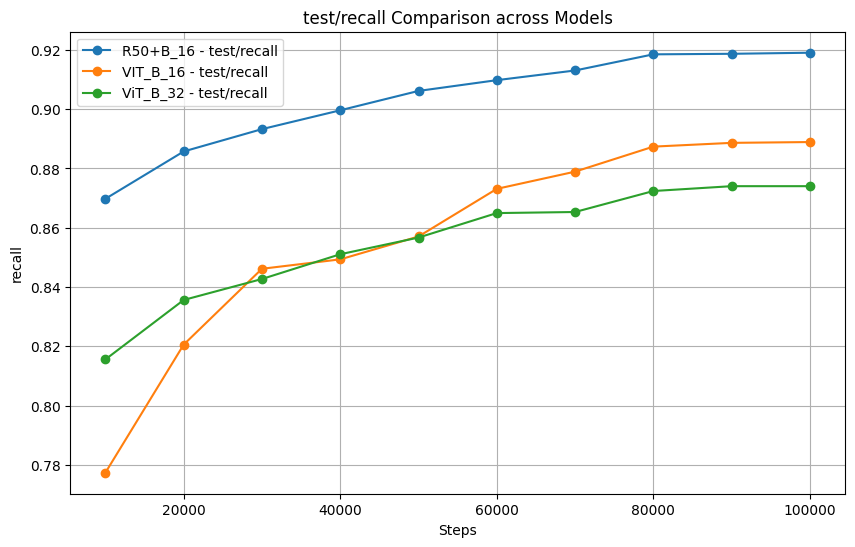 test/recall Comparison across Models
R50+B_16 - test/recall
VIT_B_16 - test/recall
ViT_B_32 - test/recall
recall
0.92
0.90
0.88
0.86
0.84
0.82
0.80
0.78
20000 40000 60000 80000 100000
Steps